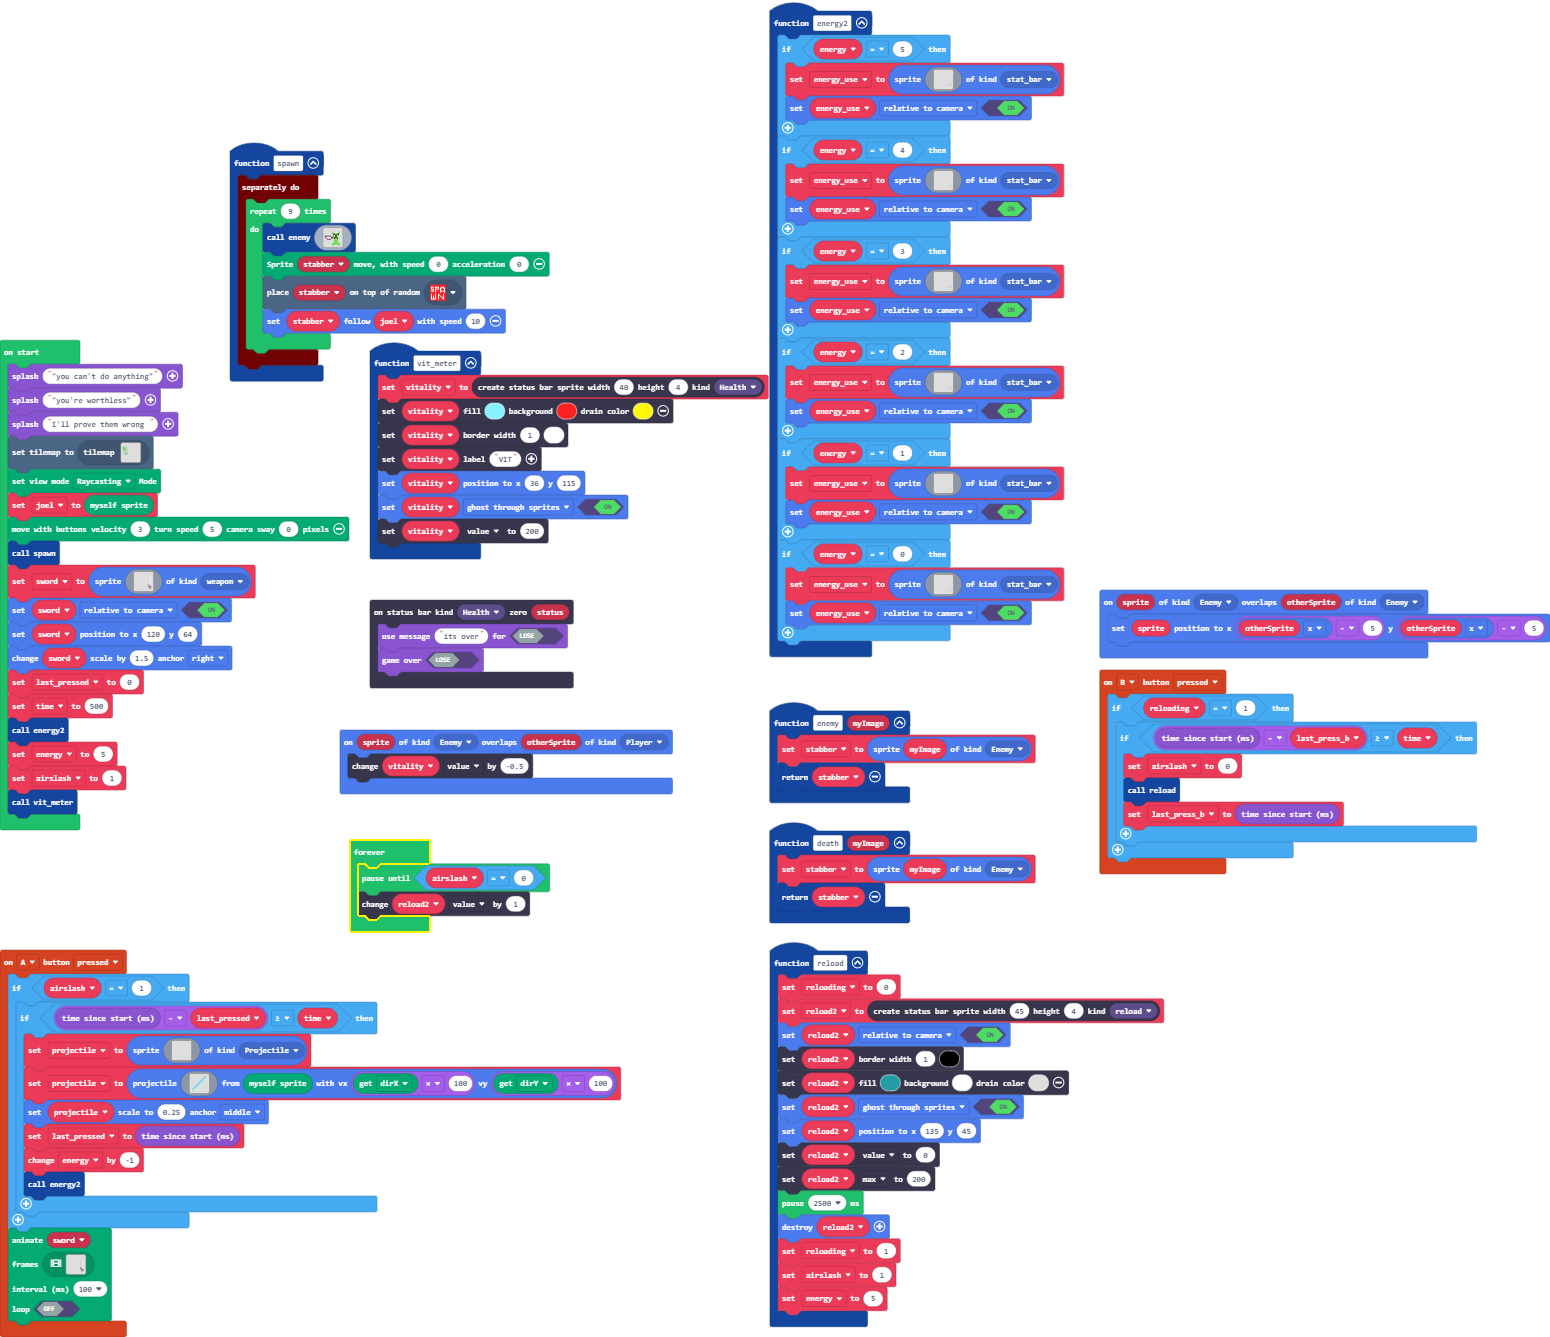 function spawn
separately do
repeat 9 times
do
call enemy
Sprite stabber move, with speed 0 acceleration 0
place stabber on top of random SPAWN
set stabber follow joel with speed 10
on start
splash "you can't do anything"
splash "you're worthless"
splash "I'll prove them wrong "
set tilemap to tilemap
set view mode Raycasting Mode
set joel to myself sprite
move with buttons velocity 3 turn speed 5 camera sway 0 pixels
call spawn
set sword to sprite of kind weapon
set sword relative to camera ON
set sword position to x 120 y 64
change sword scale by 1.5 anchor right
set last_pressed to 0
set time to 500
call energy2
set energy to 5
set airslash to 1
call vit_meter
function vit_meter
set vitality to create status bar sprite width 40 height 4 kind Health
set vitality fill background drain color
set vitality border width 1
set vitality label "VIT"
set vitality position to x 36 y 115
set vitality ghost through sprites ON
set vitality value to 200
on status bar kind Health zero status
use message "its over" for LOSE
game over LOSE
on sprite of kind Enemy overlaps otherSprite of kind Player
change vitality value by -0.5
forever
pause until airslash = 0
change reload2 value by 1
on A button pressed
if airslash = 1 then
if time since start (ms) - last_pressed ≥ time then
set projectile to sprite of kind Projectile
set projectile to projectile from myself sprite with vx get dirX × 100 vy get dirY × 100
set projectile scale to 0.25 anchor middle
set last_pressed to time since start (ms)
change energy by -1
call energy2
animate sword
frames
interval (ms) 100
loop OFF
function energy2
if energy = 5 then
set energy_use to sprite of kind stat_bar
set energy_use relative to camera ON
if energy = 4 then
set energy_use to sprite of kind stat_bar
set energy_use relative to camera ON
if energy = 3 then
set energy_use to sprite of kind stat_bar
set energy_use relative to camera ON
if energy = 2 then
set energy_use to sprite of kind stat_bar
set energy_use relative to camera ON
if energy = 1 then
set energy_use to sprite of kind stat_bar
set energy_use relative to camera ON
if energy = 0 then
set energy_use to sprite of kind stat_bar
set energy_use relative to camera ON
function enemy myImage
set stabber to sprite myImage of kind Enemy
return stabber
function death myImage
set stabber to sprite myImage of kind Enemy
return stabber
function reload
set reloading to 0
set reload2 to create status bar sprite width 45 height 4 kind reload
set reload2 relative to camera ON
set reload2 border width 1
set reload2 fill background drain color
set reload2 ghost through sprites ON
set reload2 position to x 135 y 45
set reload2 value to 0
set reload2 max to 200
pause 2500 ms
destroy reload2
set reloading to 1
set airslash to 1
set energy to 5
on sprite of kind Enemy overlaps otherSprite of kind Enemy
set sprite position to x otherSprite x - 5 y otherSprite x - 5
on B button pressed
if reloading = 1 then
if time since start (ms) - last_press_b ≥ time then
set airslash to 0
call reload
set last_press_b to time since start (ms)